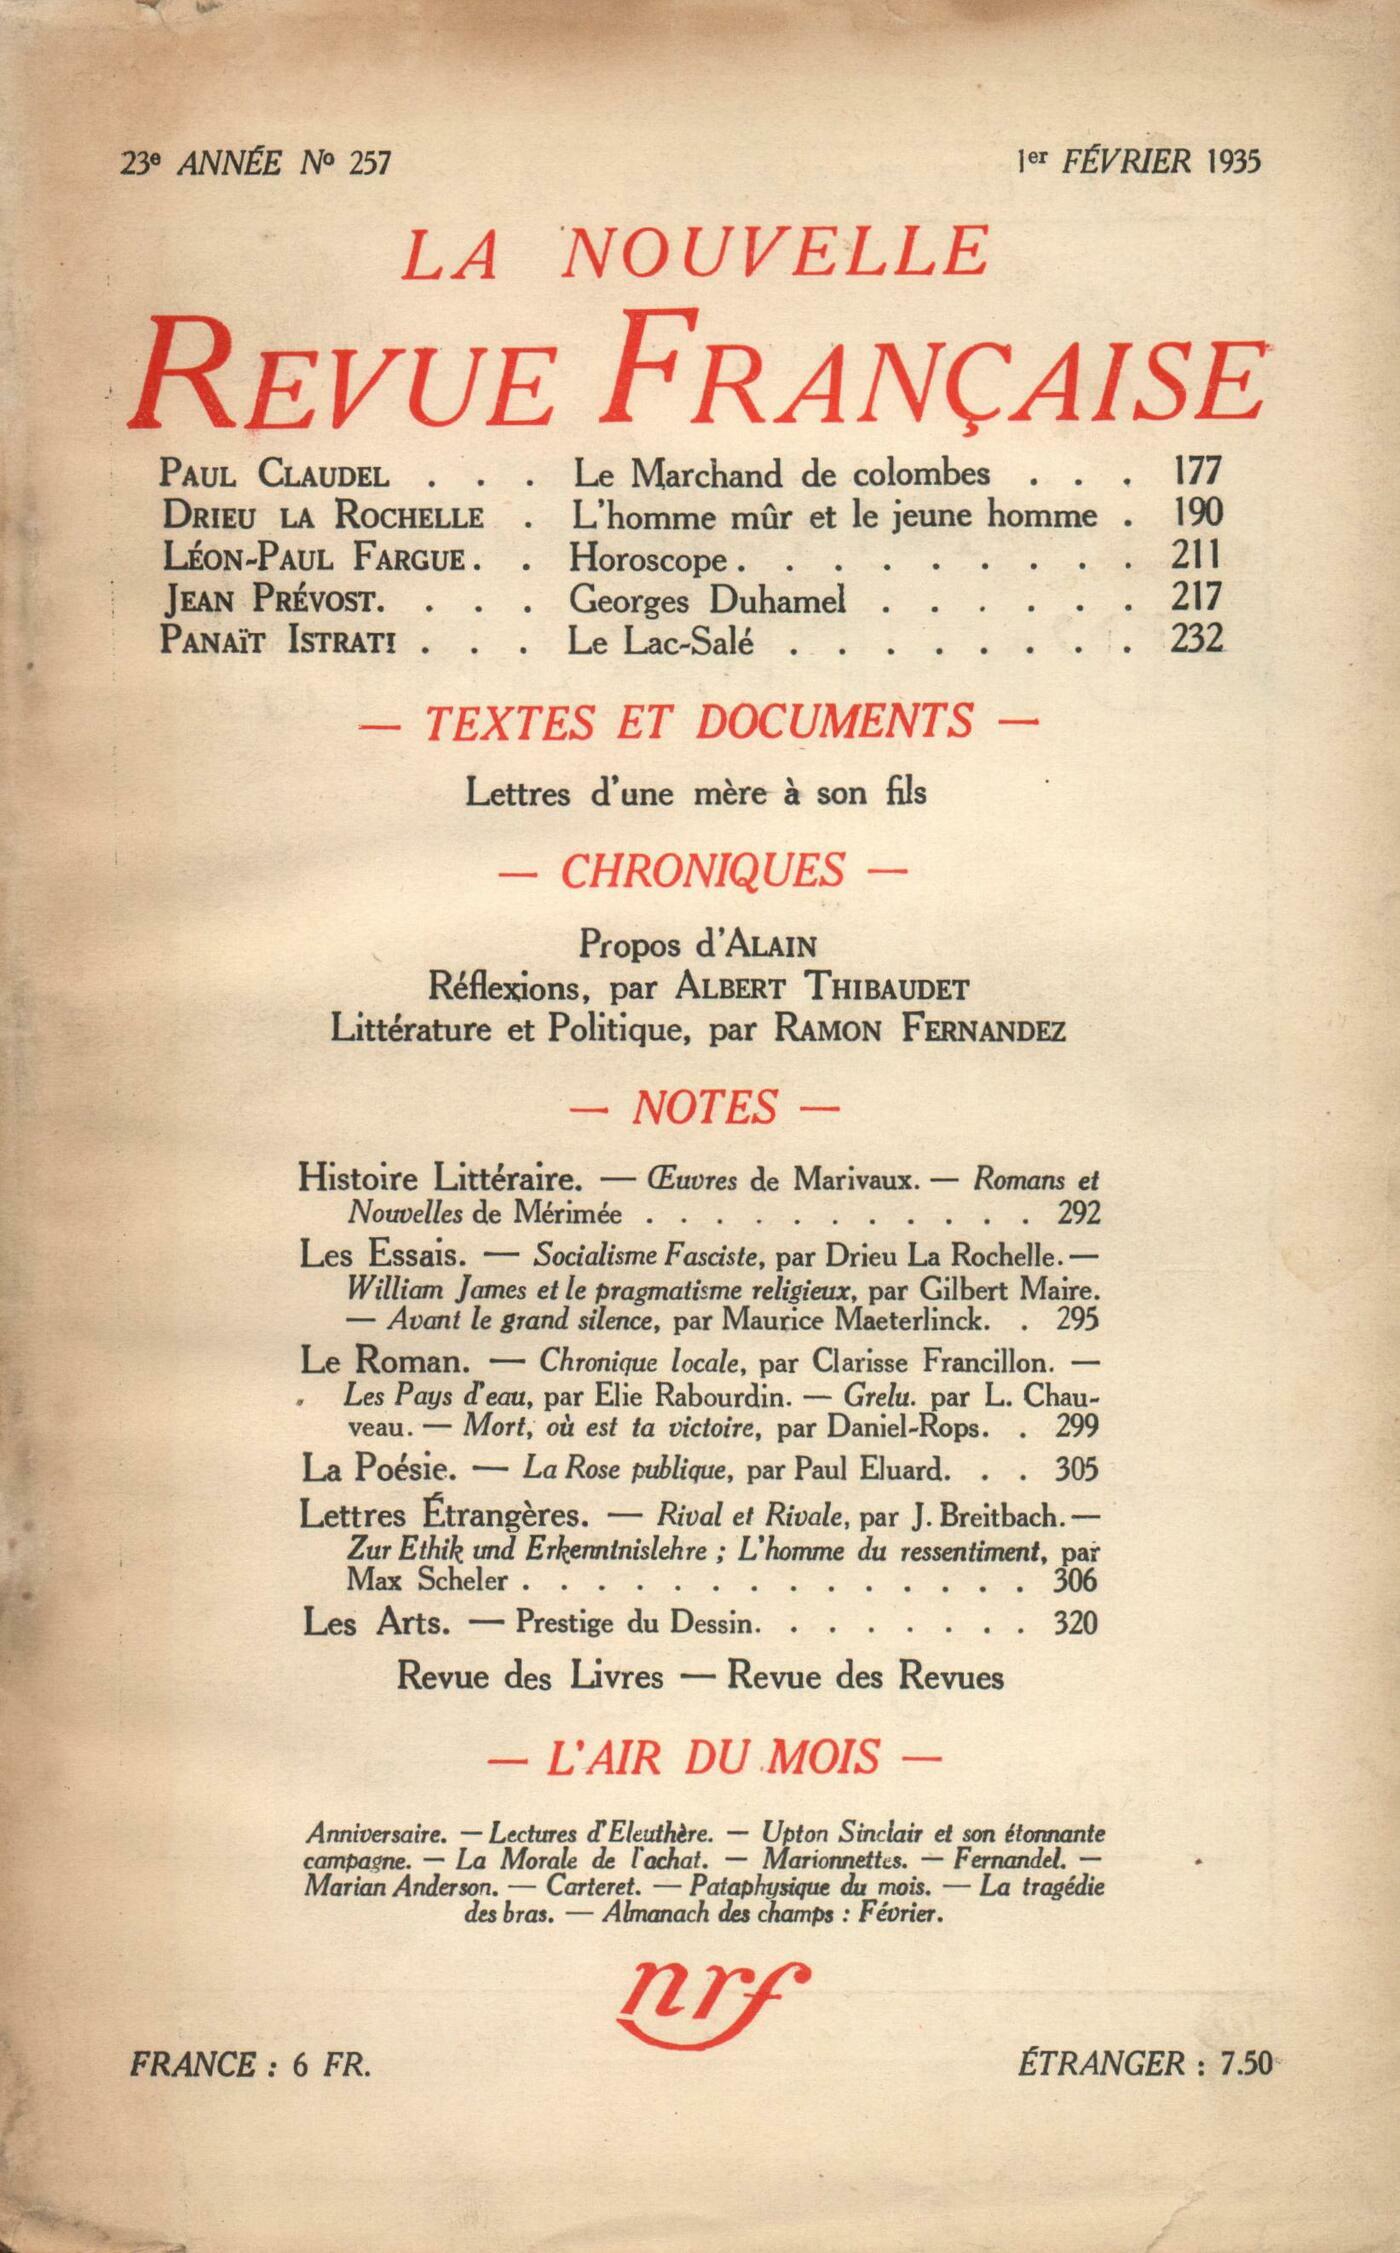 23e ANNÉE No 257
1er FÉVRIER 1935
LA NOUVELLE
REVUE FRANÇAISE
PAUL CLAUDEL . . . Le Marchand de colombes . . . 177
DRIEU LA ROCHELLE . L'homme mûr et le jeune homme . 190
LÉON-PAUL FARGUE. . Horoscope . . . . . . . . . . 211
JEAN PRÉVOST. . . . Georges Duhamel . . . . . . 217
PANAÏT ISTRATI . . . Le Lac-Salé . . . . . . . . 232
— TEXTES ET DOCUMENTS —
Lettres d'une mère à son fils
— CHRONIQUES —
Propos d'ALAIN
Réflexions, par ALBERT THIBAUDET
Littérature et Politique, par RAMON FERNANDEZ
— NOTES —
Histoire Littéraire. — Œuvres de Marivaux. — Romans et
Nouvelles de Mérimée . . . . . . . . . . . 292
Les Essais. — Socialisme Fasciste, par Drieu La Rochelle. —
William James et le pragmatisme religieux, par Gilbert Maire.
— Avant le grand silence, par Maurice Maeterlinck. . 295
Le Roman. — Chronique locale, par Clarisse Francillon. —
Les Pays d'eau, par Elie Rabourdin. — Grelu. par L. Chau-
veau. — Mort, où est ta victoire, par Daniel-Rops. . 299
La Poésie. — La Rose publique, par Paul Eluard. . . 305
Lettres Étrangères. — Rival et Rivale, par J. Breitbach. —
Zur Ethik und Erkenntnislehre ; L'homme du ressentiment, par
Max Scheler . . . . . . . . . . . . . . 306
Les Arts. — Prestige du Dessin. . . . . . . . 320
Revue des Livres — Revue des Revues
— L'AIR DU MOIS —
Anniversaire. — Lectures d'Eleuthère. — Upton Sinclair et son étonnante
campagne. — La Morale de l'achat. — Marionnettes. — Fernandel. —
Marian Anderson. — Carteret. — Pataphysique du mois. — La tragédie
des bras. — Almanach des champs : Février.
nrf
FRANCE : 6 FR.
ÉTRANGER : 7.50